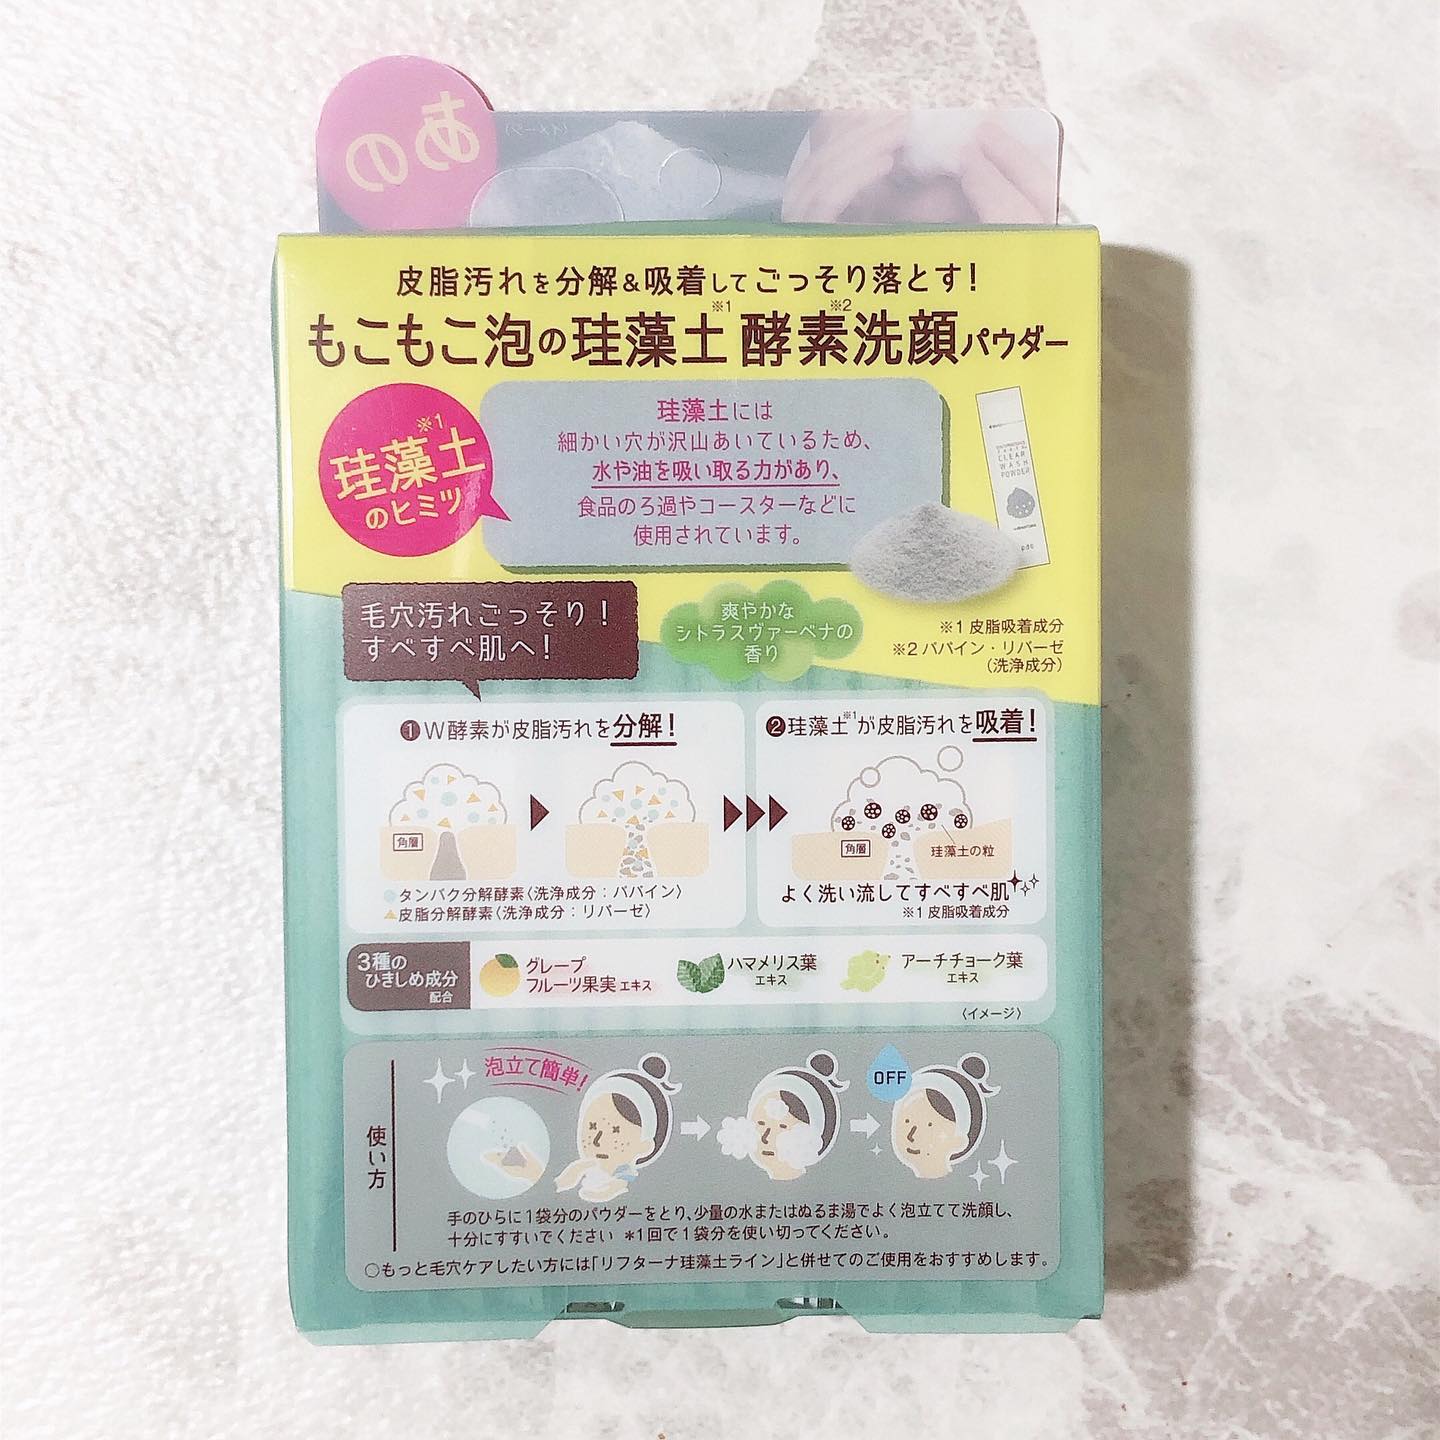 あの
〈イメージ〉
皮脂汚れを分解&吸着してごっそり落とす!
もこもこ泡の珪藻土※1酵素※2洗顔パウダー
珪藻土※1
のヒミツ
珪藻土には
細かい穴が沢山あいているため、
水や油を吸い取る力があり、
食品のろ過やコースターなどに
使用されています。
CLEAR
WASH
POWDER
pdc
毛穴汚れごっそり!
すべすべ肌へ!
爽やかな
シトラスヴァーベナの
香り
※1 皮脂吸着成分
※2 パパイン・リパーゼ
(洗浄成分)
❶W酵素が皮脂汚れを分解!
角層
●タンパク分解酵素〈洗浄成分:パパイン〉
▲皮脂分解酵素〈洗浄成分:リパーゼ〉
❷珪藻土※1が皮脂汚れを吸着!
角層
珪藻土の粒
よく洗い流してすべすべ肌
※1 皮脂吸着成分
3種の
ひきしめ成分
配合
グレープ
フルーツ果実エキス
ハマメリス葉
エキス
アーチチョーク葉
エキス
〈イメージ〉
使い方
泡立て簡単!
OFF
手のひらに1袋分のパウダーをとり、少量の水またはぬるま湯でよく泡立てて洗顔し、
十分にすすいでください ＊1回で1袋分を使い切ってください。
○もっと毛穴ケアしたい方には「リフターナ珪藻土ライン」と併せてのご使用をおすすめします。